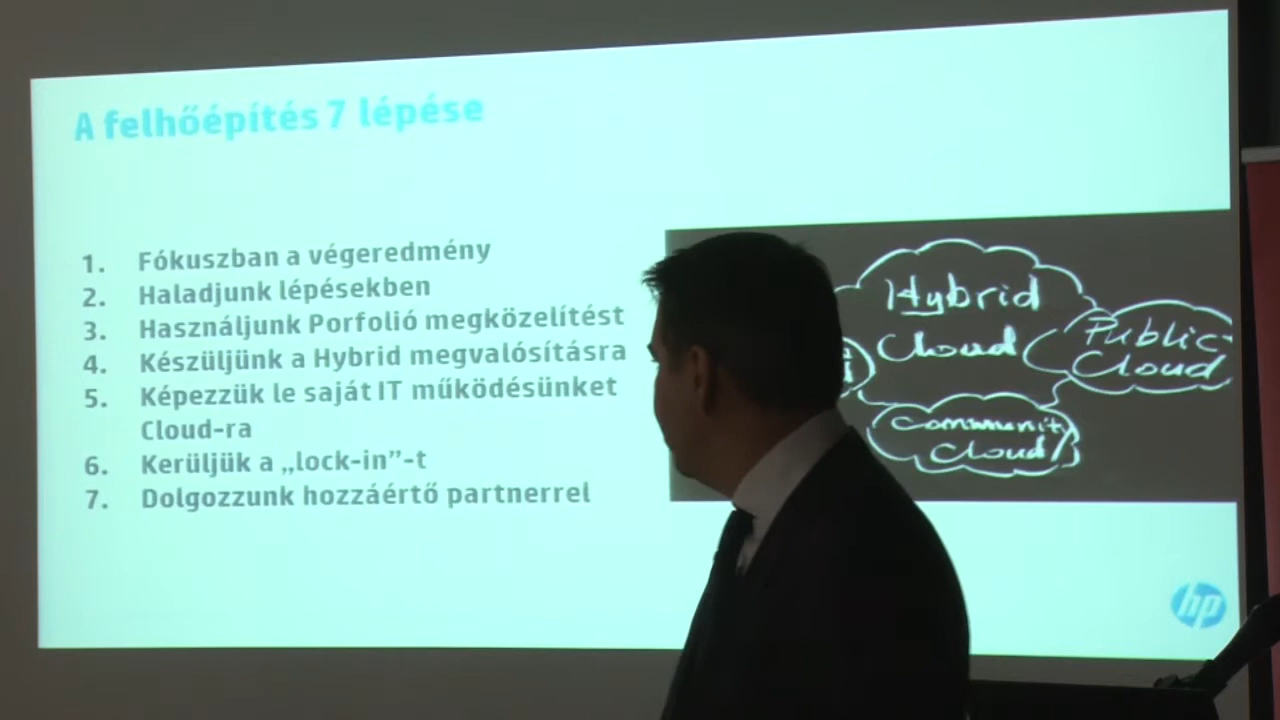 A felhőépítés 7 lépése
1. Fókuszban a végeredmény
2. Haladjunk lépésekben
3. Használjunk Porfolió megközelítést
4. Készüljünk a Hybrid megvalósításra
5. Képezzük le saját IT működésünket
Cloud-ra
6. Kerüljük a „lock-in”-t
7. Dolgozzunk hozzáértő partnerrel
Hybrid
Cloud
Public
Cloud
Community
Cloud
hp